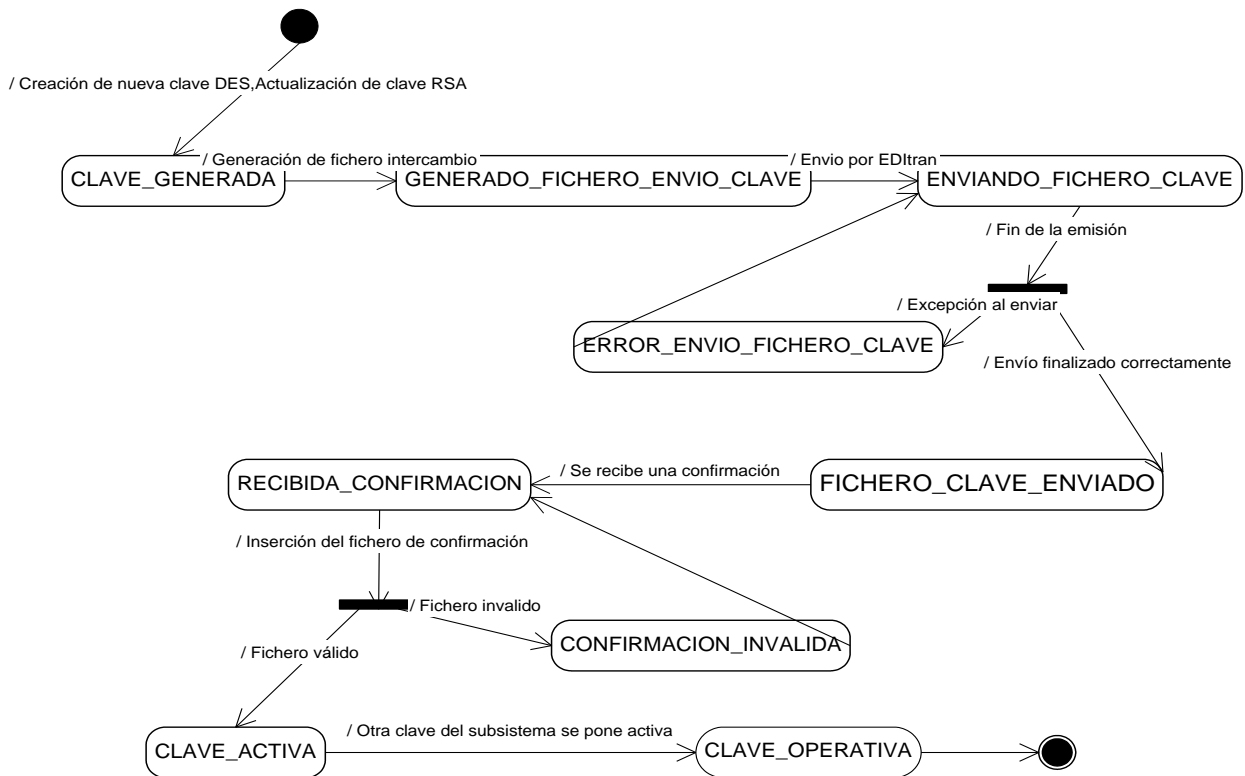 / Creación de nueva clave DES,Actualización de clave RSA
/ Generación de fichero intercambio
/ Envio por EDItran
CLAVE_GENERADA
GENERADO_FICHERO_ENVIO_CLAVE
ENVIANDO_FICHERO_CLAVE
/ Fin de la emisión
/ Excepción al enviar
ERROR_ENVIO_FICHERO_CLAVE
/ Envío finalizado correctamente
/ Se recibe una confirmación
RECIBIDA_CONFIRMACION
FICHERO_CLAVE_ENVIADO
/ Inserción del fichero de confirmación
/ Fichero invalido
CONFIRMACION_INVALIDA
/ Fichero válido
/ Otra clave del subsistema se pone activa
CLAVE_ACTIVA
CLAVE_OPERATIVA